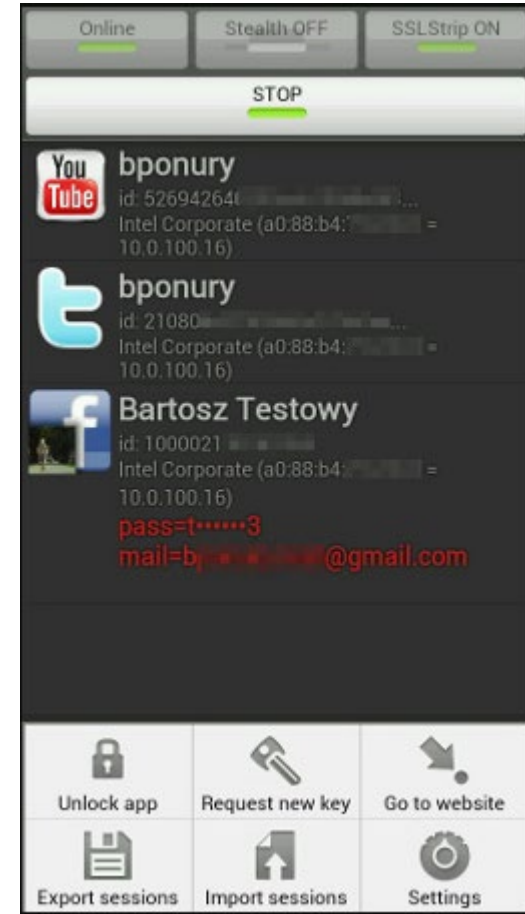 Online Stealth OFF SSLStrip ON
STOP
You
Tube
bponury
id: 52694264 ...
Intel Corporate (a0:88:b4: =
10.0.100.16)
bponury
id: 21080 ...
Intel Corporate (a0:88:b4: =
10.0.100.16)
Bartosz Testowy
id: 1000021
Intel Corporate (a0:88:b4: =
10.0.100.16)
pass=t••••••3
mail=b @gmail.com
Unlock app Request new key Go to website
Export sessions Import sessions Settings